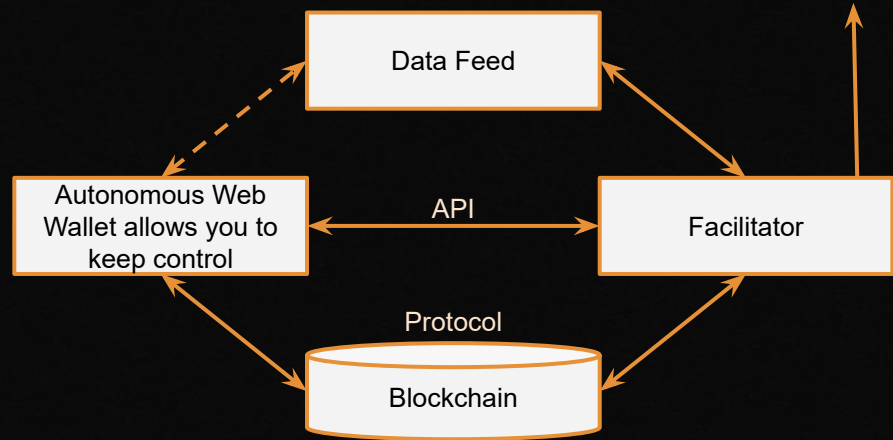 Data Feed
Autonomous Web
Wallet allows you to
keep control
API
Facilitator
Protocol
Blockchain